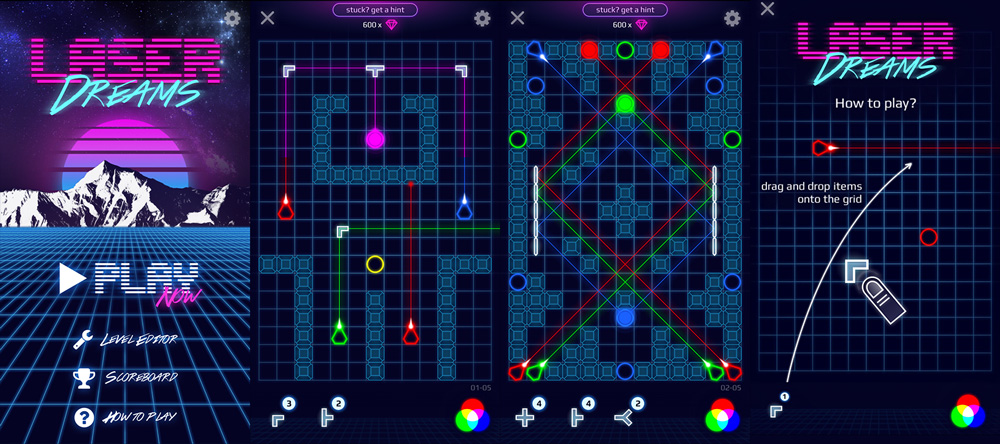 LASER
DREAMS
PLAY
NOW
LEVEL EDITOR
SCOREBOARD
HOW TO PLAY
stuck? get a hint
600 x
01-05
3
2
stuck? get a hint
600 x
02-05
4
4
2
LASER
DREAMS
How to play?
drag and drop items
onto the grid
1